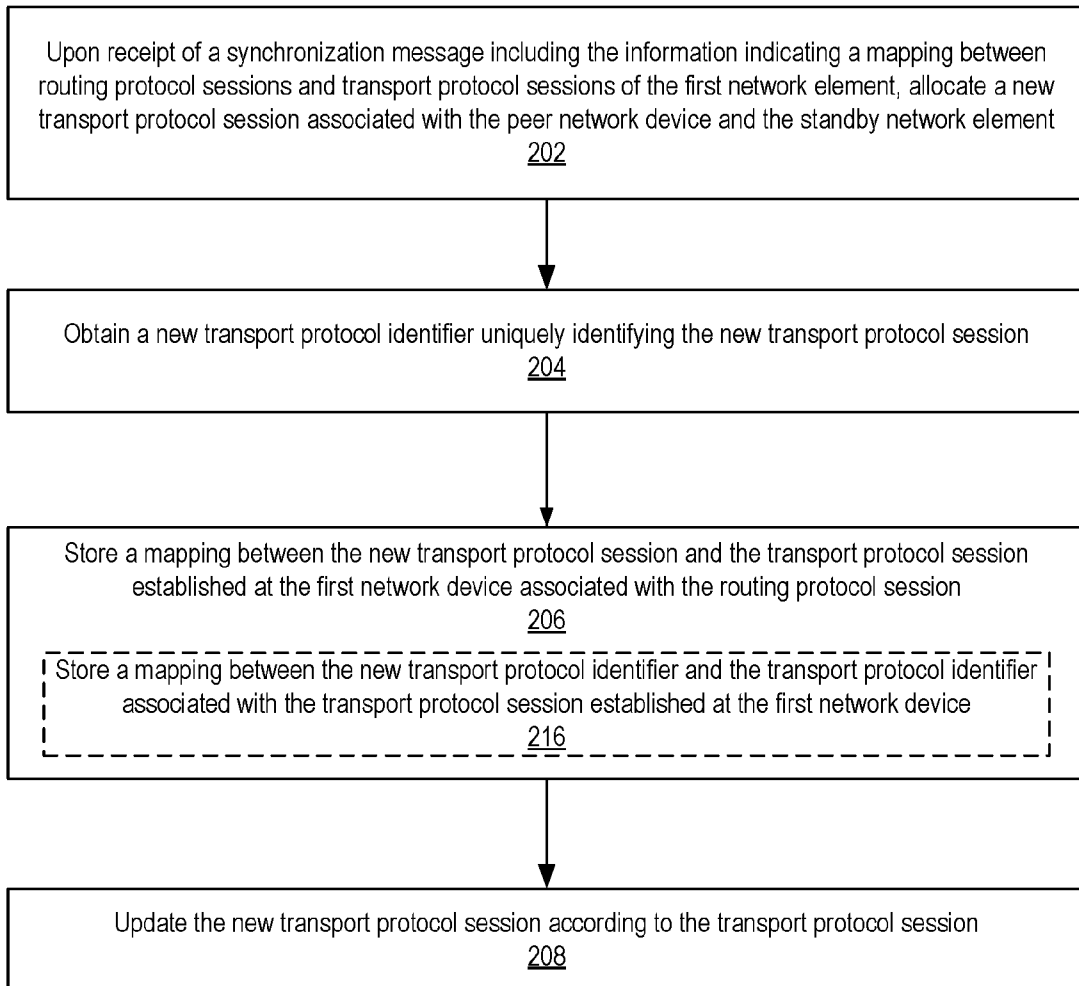 Upon receipt of a synchronization message including the information indicating a mapping between
routing protocol sessions and transport protocol sessions of the first network element, allocate a new
transport protocol session associated with the peer network device and the standby network element
202
Obtain a new transport protocol identifier uniquely identifying the new transport protocol session
204
Store a mapping between the new transport protocol session and the transport protocol session
established at the first network device associated with the routing protocol session
206
Store a mapping between the new transport protocol identifier and the transport protocol identifier
associated with the transport protocol session established at the first network device
216
Update the new transport protocol session according to the transport protocol session
208